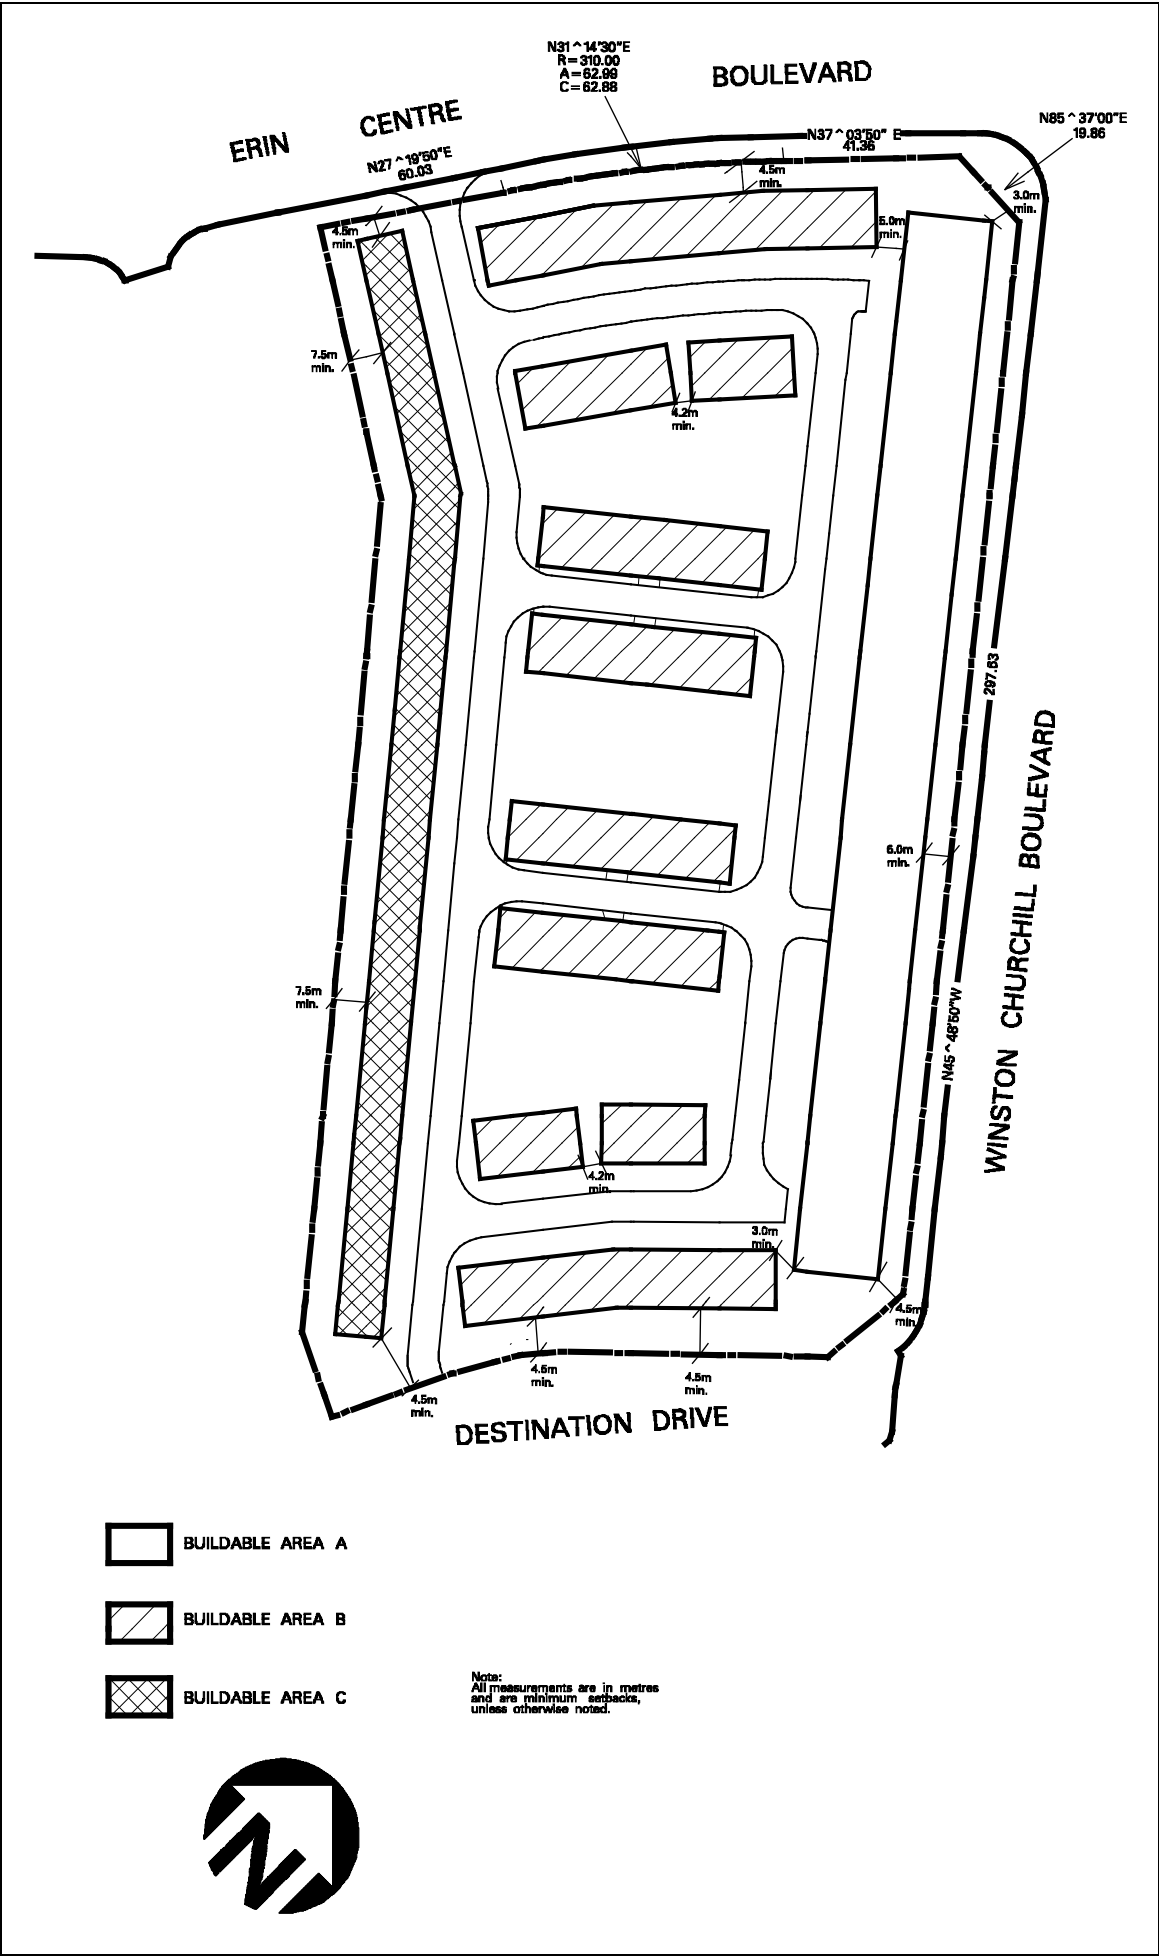 N31^14'30"E
R=310.00
A=62.99
C=62.88
BOULEVARD
ERIN CENTRE
N85^37'00"E
19.86
N37^03'50" E
41.36
N27^19'50"E
60.03
4.5m
min.
3.0m
min.
4.5m
min.
5.0m
min.
7.5m
min.
4.2m
min.
297.63
WINSTON CHURCHILL BOULEVARD
6.0m
min.
7.5m
min.
N45^48'50"W
4.2m
min.
3.0m
min.
4.5m
min.
4.5m
min.
4.5m
min.
4.5m
min.
DESTINATION DRIVE
BUILDABLE AREA A
BUILDABLE AREA B
BUILDABLE AREA C
Note:
All measurements are in metres
and are minimum setbacks,
unless otherwise noted.
N